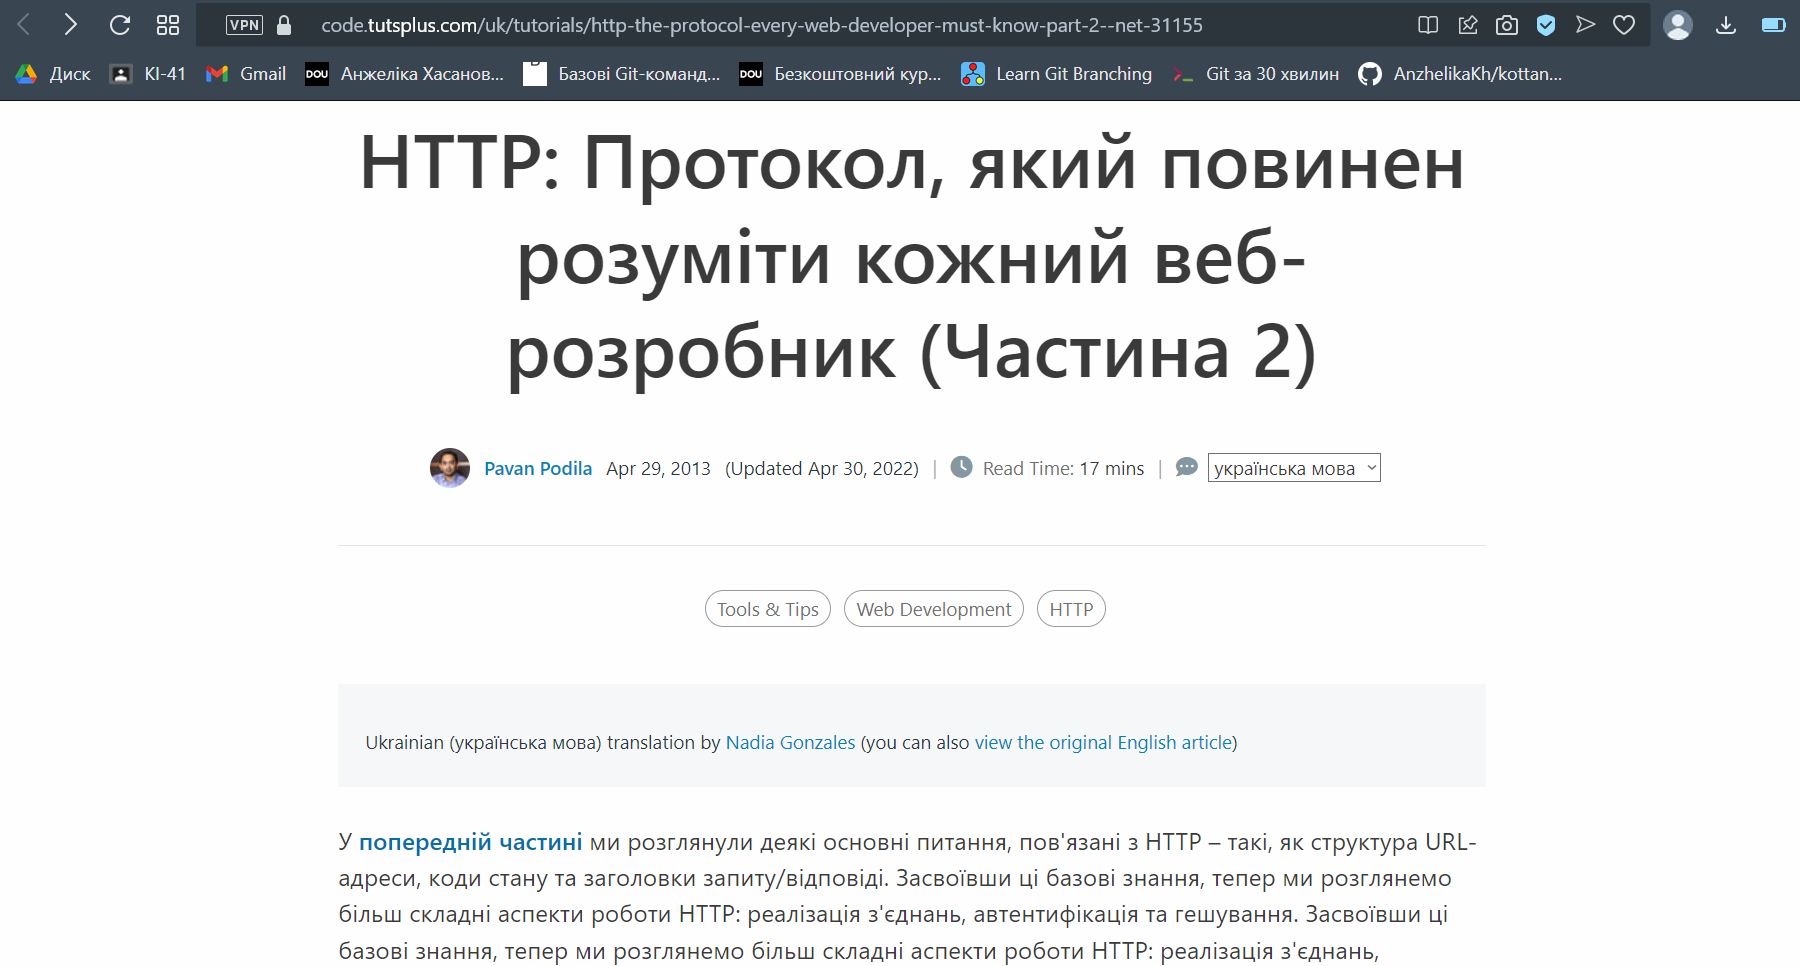 VPN code.tutsplus.com/uk/tutorials/http-the-protocol-every-web-developer-must-know-part-2--net-31155
Диск KI-41 Gmail DOU Анжеліка Хасанов... Базові Git-команд... DOU Безкоштовний кур... Learn Git Branching Git за 30 хвилин AnzhelikaKh/kottan...
HTTP: Протокол, який повинен
розуміти кожний веб-
розробник (Частина 2)
Pavan Podila Apr 29, 2013 (Updated Apr 30, 2022) | Read Time: 17 mins | українська мова
Tools & Tips Web Development HTTP
Ukrainian (українська мова) translation by Nadia Gonzales (you can also view the original English article)
У попередній частині ми розглянули деякі основні питання, пов'язані з HTTP – такі, як структура URL-
адреси, коди стану та заголовки запиту/відповіді. Засвоївши ці базові знання, тепер ми розглянемо
більш складні аспекти роботи HTTP: реалізація з'єднань, автентифікація та гешування. Засвоївши ці
базові знання, тепер ми розглянемо більш складні аспекти роботи HTTP: реалізація з'єднань,